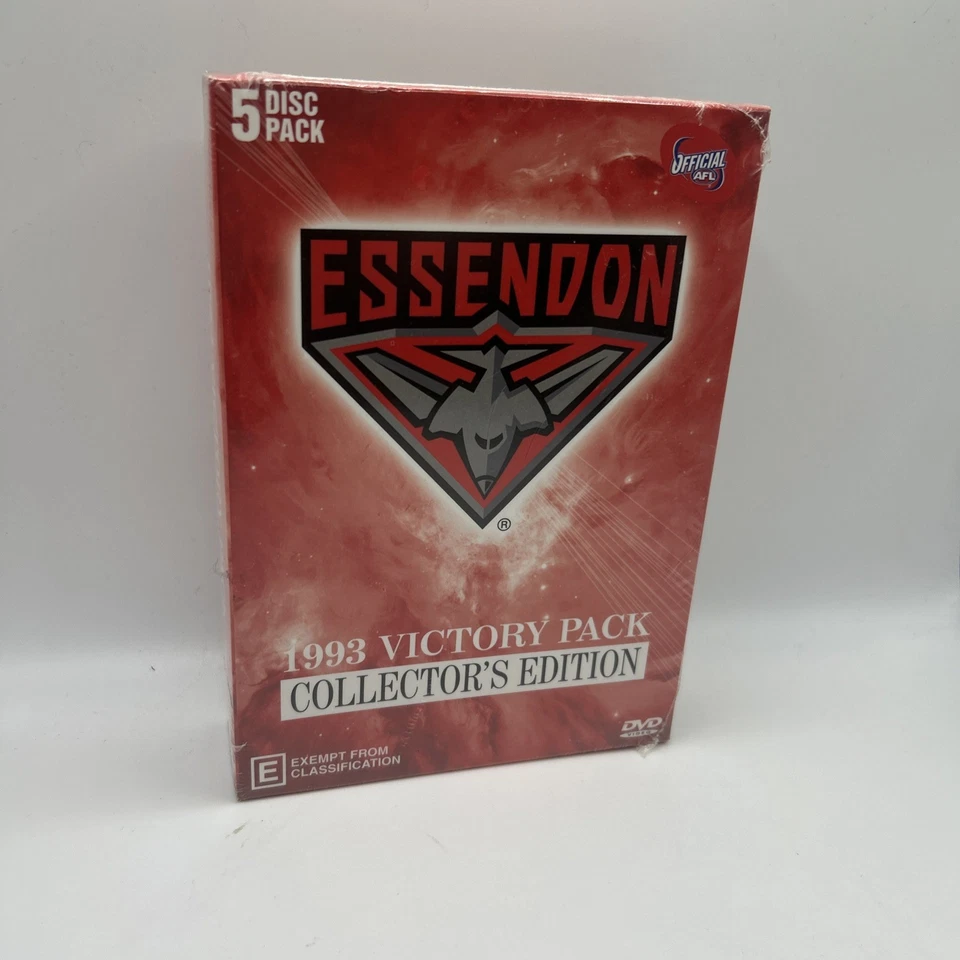 5 DISC
PACK
OFFICIAL
AFL
ESSENDON
®
1993 VICTORY PACK
COLLECTOR'S EDITION
DVD
VIDEO
E EXEMPT FROM
CLASSIFICATION